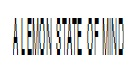 A LEMON STATE OF MIND